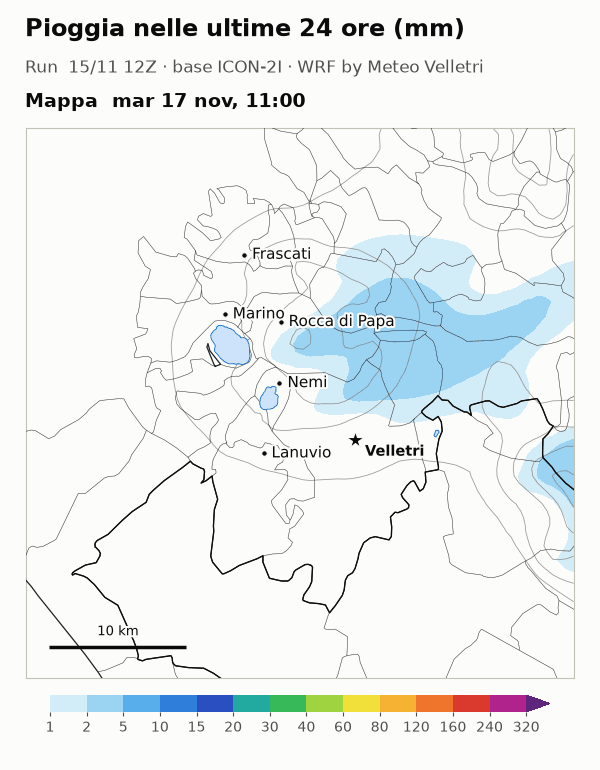 Pioggia nelle ultime 24 ore (mm)
Run  15/11 12Z · base ICON-2I · WRF by Meteo Velletri
Mappa  mar 17 nov, 11:00
Frascati
Marino
Rocca di Papa
Nemi
Velletri
Lanuvio
10 km
1 2 5 10 15 20 30 40 60 80 120 160 240 320